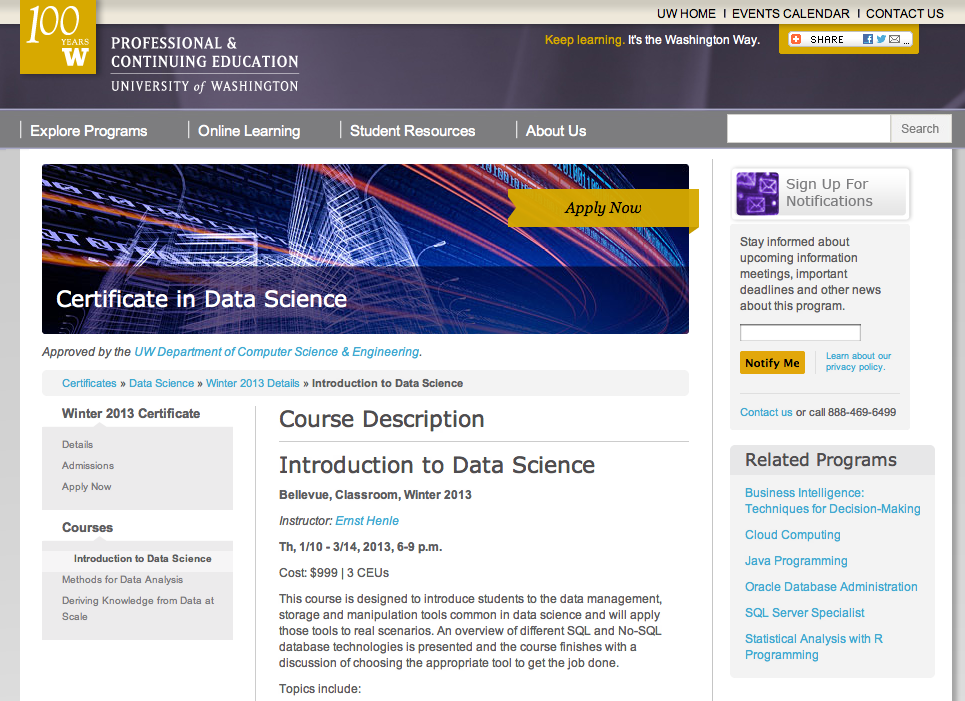 UW HOME | EVENTS CALENDAR | CONTACT US
100
YEARS
W
PROFESSIONAL &
CONTINUING EDUCATION
UNIVERSITY of WASHINGTON
Keep learning. It's the Washington Way.
SHARE ...
Explore Programs
Online Learning
Student Resources
About Us
Search
Apply Now
Certificate in Data Science
Approved by the UW Department of Computer Science & Engineering.
Certificates » Data Science » Winter 2013 Details » Introduction to Data Science
Winter 2013 Certificate
Details
Admissions
Apply Now
Courses
Introduction to Data Science
Methods for Data Analysis
Deriving Knowledge from Data at
Scale
Course Description
Introduction to Data Science
Bellevue, Classroom, Winter 2013
Instructor: Ernst Henle
Th, 1/10 - 3/14, 2013, 6-9 p.m.
Cost: $999 | 3 CEUs
This course is designed to introduce students to the data management,
storage and manipulation tools common in data science and will apply
those tools to real scenarios. An overview of different SQL and No-SQL
database technologies is presented and the course finishes with a
discussion of choosing the appropriate tool to get the job done.
Topics include:
Sign Up For
Notifications
Stay informed about
upcoming information
meetings, important
deadlines and other news
about this program.
Notify Me
Learn about our
privacy policy.
Contact us or call 888-469-6499
Related Programs
Business Intelligence:
Techniques for Decision-Making
Cloud Computing
Java Programming
Oracle Database Administration
SQL Server Specialist
Statistical Analysis with R
Programming